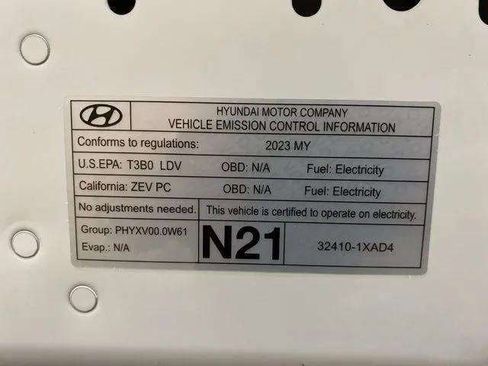 HYUNDAI MOTOR COMPANY
VEHICLE EMISSION CONTROL INFORMATION
Conforms to regulations: 2023 MY
U.S.EPA: T3B0 LDV OBD: N/A Fuel: Electricity
California: ZEV PC OBD: N/A Fuel: Electricity
No adjustments needed. This vehicle is certified to operate on electricity.
Group: PHYXV00.0W61
Evap.: N/A
N21
32410-1XAD4